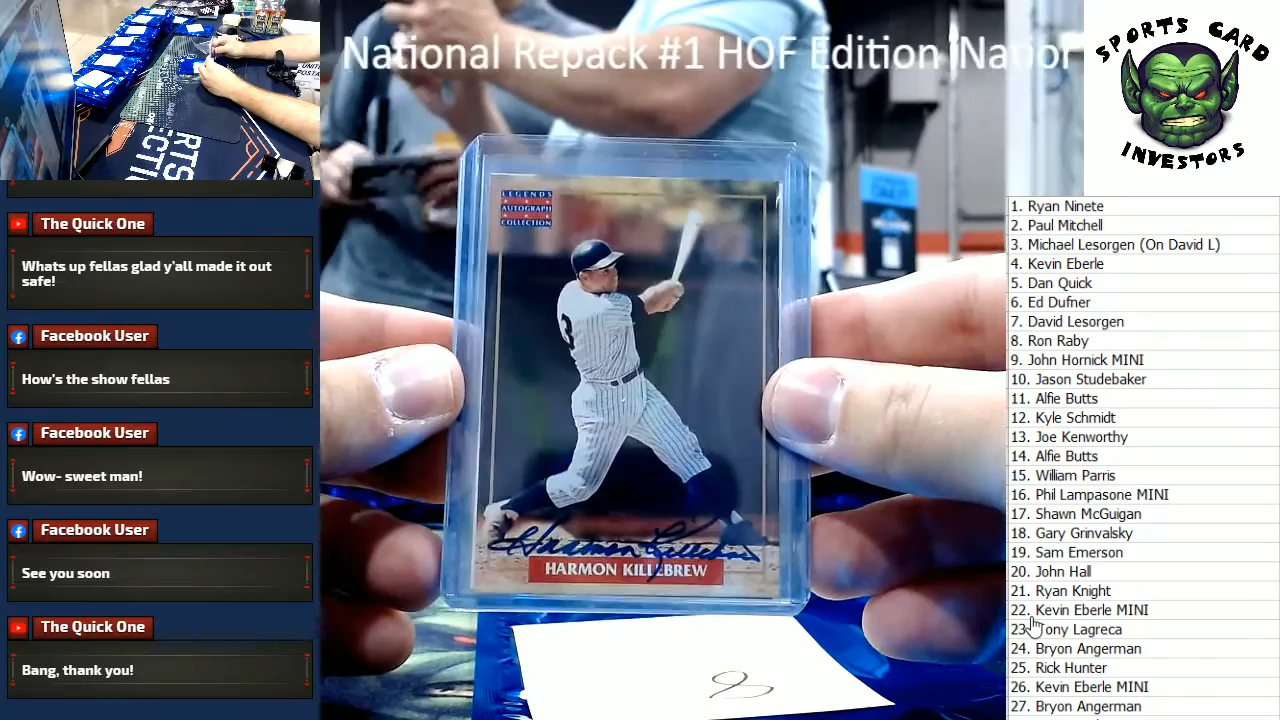 National Repack #1 HOF Edition (Nation
SPORTS CARD
INVESTORS
The Quick One
Whats up fellas glad y'all made it out
safe!
Facebook User
How's the show fellas
Facebook User
Wow- sweet man!
Facebook User
See you soon
The Quick One
Bang, thank you!
LEGENDS
AUTOGRAPH
COLLECTION
3
Harmon Killebrew
HARMON KILLEBREW
8
1. Ryan Ninete
2. Paul Mitchell
3. Michael Lesorgen (On David L)
4. Kevin Eberle
5. Dan Quick
6. Ed Dufner
7. David Lesorgen
8. Ron Raby
9. John Hornick MINI
10. Jason Studebaker
11. Alfie Butts
12. Kyle Schmidt
13. Joe Kenworthy
14. Alfie Butts
15. William Parris
16. Phil Lampasone MINI
17. Shawn McGuigan
18. Gary Grinvalsky
19. Sam Emerson
20. John Hall
21. Ryan Knight
22. Kevin Eberle MINI
23. Tony Lagreca
24. Bryon Angerman
25. Rick Hunter
26. Kevin Eberle MINI
27. Bryon Angerman